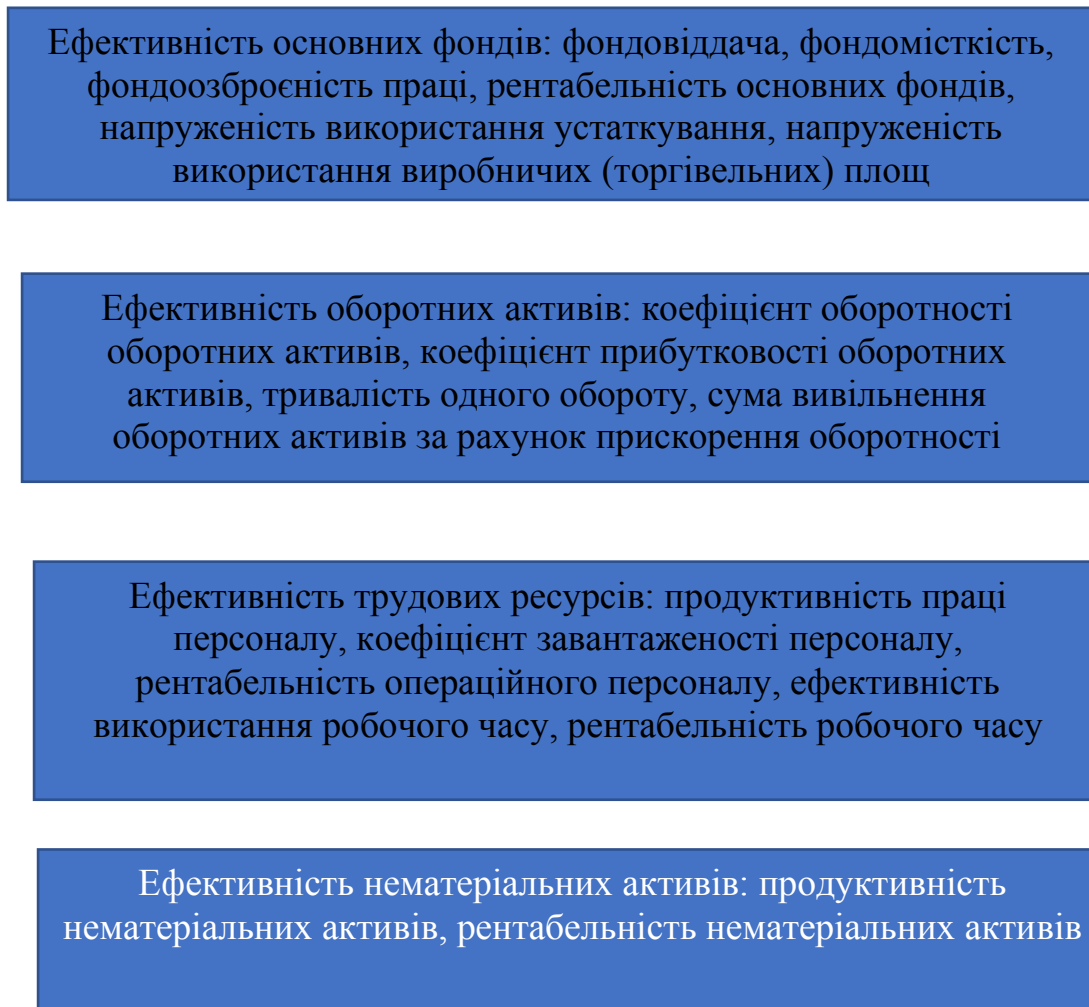 Ефективність основних фондів: фондовіддача, фондомісткість,
фондоозброєність праці, рентабельність основних фондів,
напруженість використання устаткування, напруженість
використання виробничих (торгівельних) площ
Ефективність оборотних активів: коефіцієнт оборотності
оборотних активів, коефіцієнт прибутковості оборотних
активів, тривалість одного обороту, сума вивільнення
оборотних активів за рахунок прискорення оборотності
Ефективність трудових ресурсів: продуктивність праці
персоналу, коефіцієнт завантаженості персоналу,
рентабельність операційного персоналу, ефективність
використання робочого часу, рентабельність робочого часу
Ефективність нематеріальних активів: продуктивність
нематеріальних активів, рентабельність нематеріальних активів